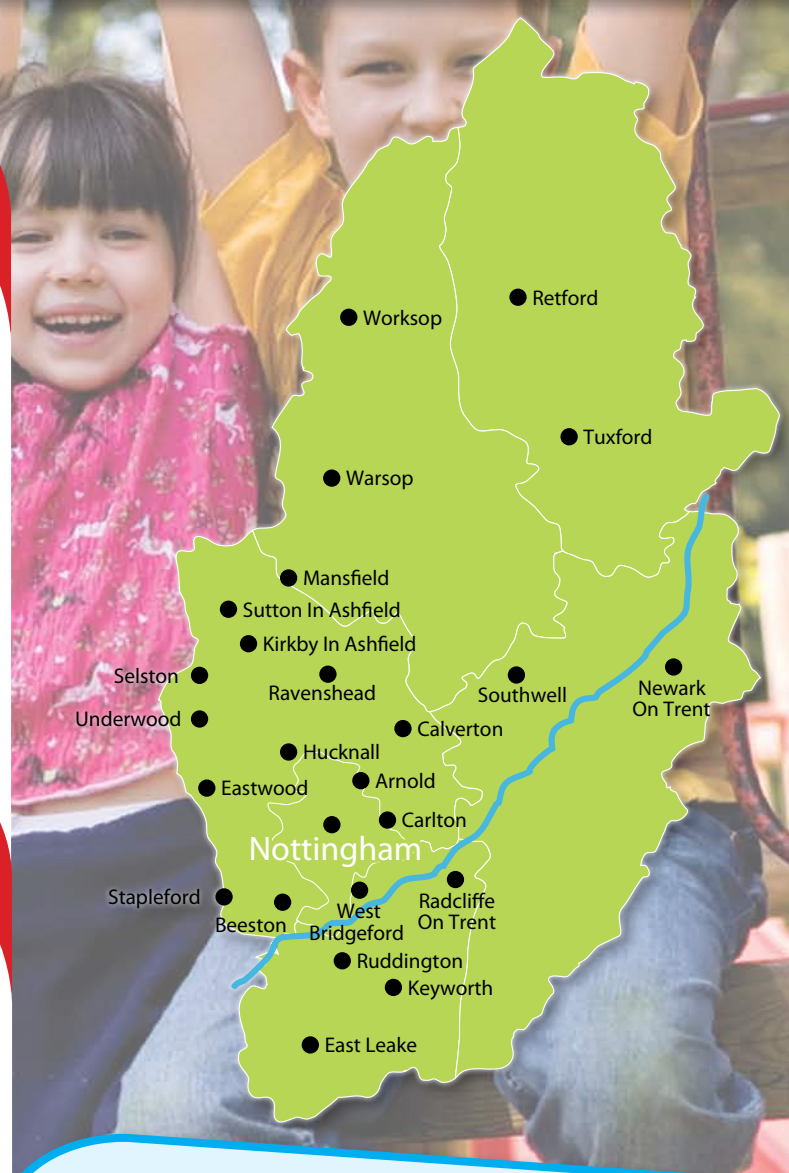 Retford
Worksop
Tuxford
Warsop
Mansfield
Sutton In Ashfield
Kirkby In Ashfield
Selston
Ravenshead
Southwell
Newark
On Trent
Underwood
Calverton
Hucknall
Arnold
Eastwood
Carlton
Nottingham
Stapleford
Beeston
West
Bridgeford
Radcliffe
On Trent
Ruddington
Keyworth
East Leake